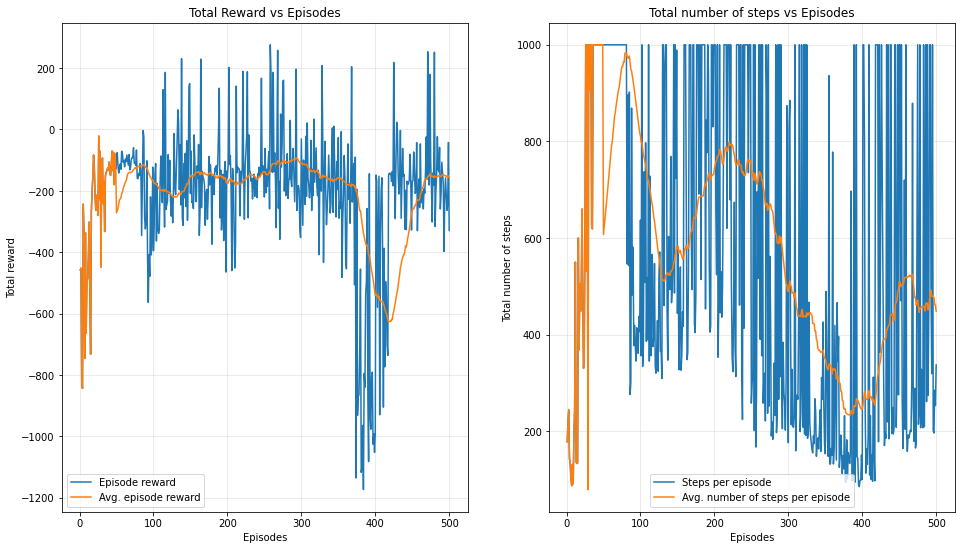 Total Reward vs Episodes
Total reward
200
0
−200
−400
−600
−800
−1000
−1200
0
100
200
300
400
500
Episodes
Episode reward
Avg. episode reward
Total number of steps vs Episodes
Total number of steps
1000
800
600
400
200
0
100
200
300
400
500
Episodes
Steps per episode
Avg. number of steps per episode